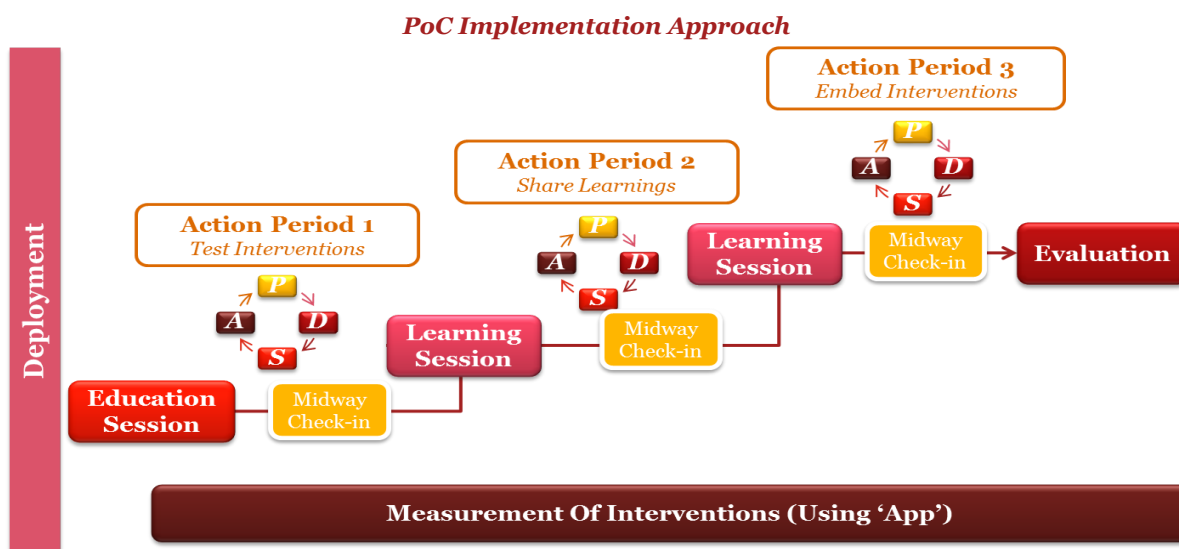 PoC Implementation Approach
Deployment
Action Period 1
Test Interventions
P
D
S
A
Action Period 2
Share Learnings
P
D
S
A
Action Period 3
Embed Interventions
P
D
S
A
Education
Session
Midway
Check-in
Learning
Session
Midway
Check-in
Learning
Session
Midway
Check-in
Evaluation
Measurement Of Interventions (Using ‘App’)